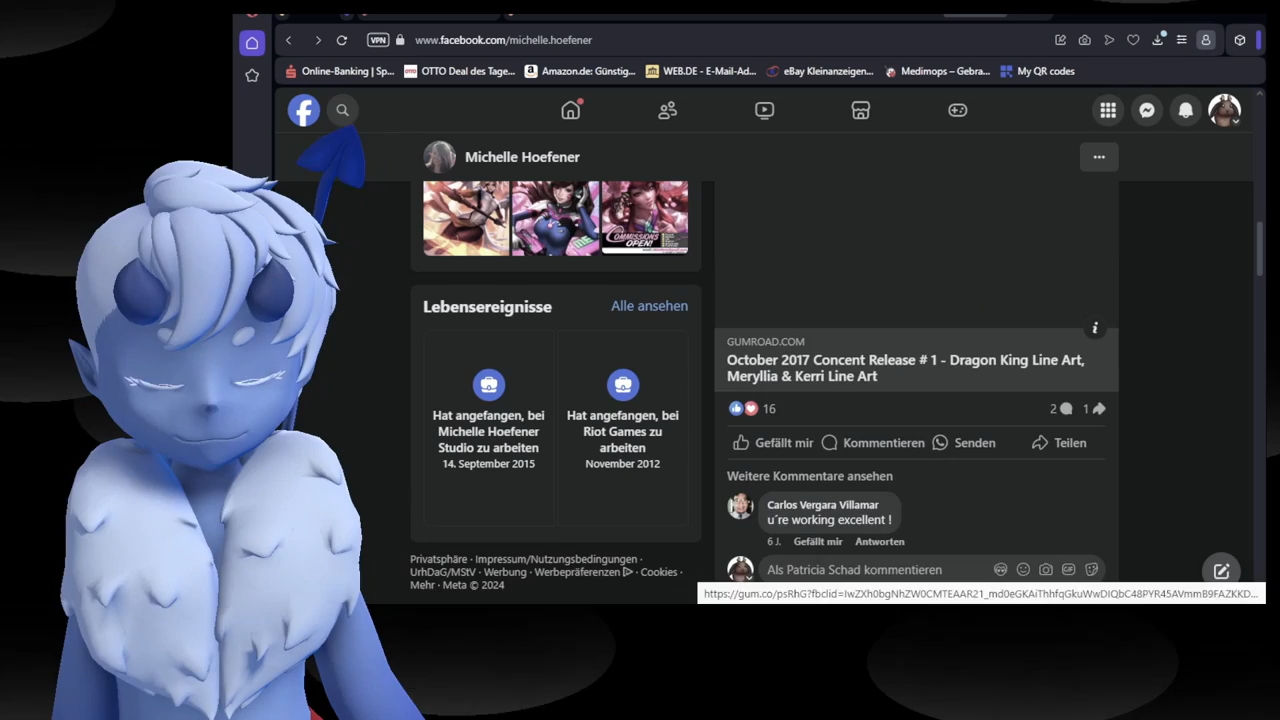 VPN
www.facebook.com/michelle.hoefener
Online-Banking | Sp...
OTTO
OTTO Deal des Tage...
Amazon.de: Günstig...
WEB.DE - E-Mail-Ad...
eBay Kleinanzeigen...
Medimops – Gebra...
My QR codes
Michelle Hoefener
COMMISSIONS
OPEN!
Lebensereignisse
Alle ansehen
Hat angefangen, bei
Michelle Hoefener
Studio zu arbeiten
14. September 2015
Hat angefangen, bei
Riot Games zu
arbeiten
November 2012
Privatsphäre · Impressum/Nutzungsbedingungen ·
UrhDaG/MStV · Werbung · Werbepräferenzen · Cookies ·
Mehr · Meta © 2024
GUMROAD.COM
October 2017 Concent Release # 1 - Dragon King Line Art,
Meryllia & Kerri Line Art
16
2
1
Gefällt mir
Kommentieren
Senden
Teilen
Weitere Kommentare ansehen
Carlos Vergara Villamar
u´re working excellent !
6 J.
Gefällt mir
Antworten
Als Patricia Schad kommentieren
GIF